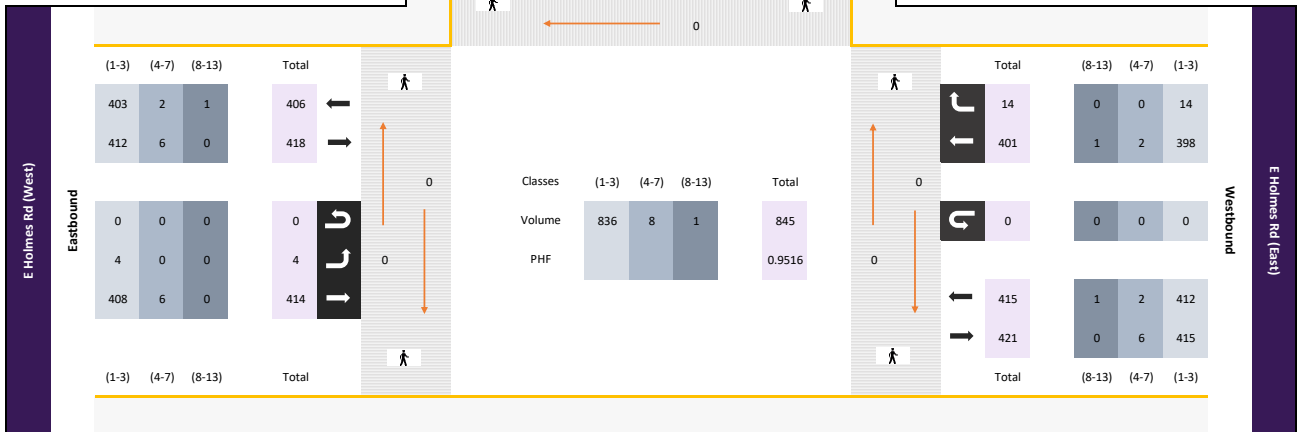 0
(1-3) (4-7) (8-13) Total
403 2 1 406
412 6 0 418
0 0 0 0
4 0 0 4
408 6 0 414
(1-3) (4-7) (8-13) Total
E Holmes Rd (West)
Eastbound
0
0
Classes (1-3) (4-7) (8-13) Total
Volume 836 8 1 845
PHF 0.9516
0
0
Total (8-13) (4-7) (1-3)
14 0 0 14
401 1 2 398
0 0 0 0
415 1 2 412
421 0 6 415
Total (8-13) (4-7) (1-3)
Westbound
E Holmes Rd (East)